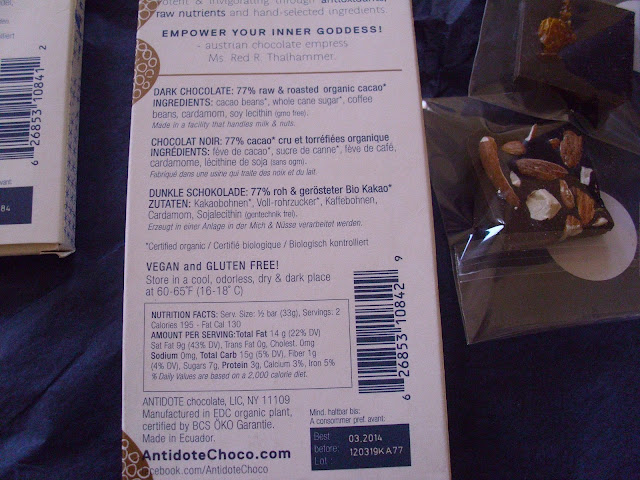 & invigorating through antioxidants,
raw nutrients and hand-selected ingredients
EMPOWER YOUR INNER GODDESS!
- austrian chocolate empress
Ms. Red R. Thalhammer.
DARK CHOCOLATE: 77% raw & roasted organic cacao*
INGREDIENTS: cacao beans*, whole cane sugar*, coffee
beans, cardamom, soy lecithin (gmo free).
Made in a facility that handles milk & nuts.
CHOCOLAT NOIR: 77% cacao* cru et torréfiées organique
INGRÉDIENTS: fève de cacao*, sucre de canne*, fève de café,
cardamome, lécithine de soja (sans ogm).
Fabriqué dans une usine qui traite des noix et du lait.
DUNKLE SCHOKOLADE: 77% roh & gerösteter Bio Kakao*
ZUTATEN: Kakaobohnen*, Voll-rohrzucker*, Kaffebohnen,
Cardamom, Sojalecithin (gentechnik frei).
Erzeugt in einer Anlage in der Mich & Nüsse verarbeitet werden.
*Certified organic / Certifié biologique / Biologisch kontrolliert
VEGAN and GLUTEN FREE!
Store in a cool, odorless, dry & dark place
at 60-65˚F (16-18˚ C)
NUTRITION FACTS: Serv. Size: ½ bar (33g), Servings: 2
Calories 195 - Fat Cal 130
AMOUNT PER SERVING: Total Fat 14 g (22% DV)
Sat Fat 9g (43% DV), Trans Fat 0g, Cholest. 0mg
Sodium 0mg, Total Carb 15g (5% DV), Fiber 1g
(4% DV), Sugars 7g, Protein 3g, Calcium 3%, Iron 5%
% Daily Values are based on a 2,000 calorie diet.
6 26853 10842 9
ANTIDOTE chocolate, LIC, NY 11109
Manufactured in EDC organic plant,
certified by BCS ÖKO Garantie.
Made in Ecuador.
AntidoteChoco.com
facebook.com/AntidoteChoco
Mind. haltbar bis:
A consommer pref. avant:
Best before
Lot :
03.2014
120319KA77
6 26853 10841 2
avant
84